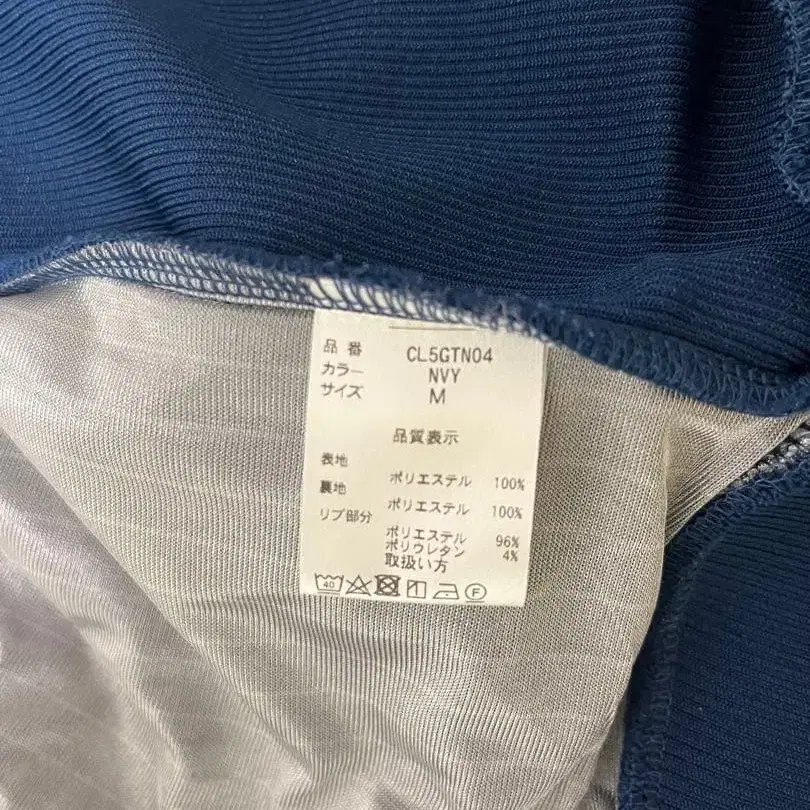 品番 CL5GTN04
カラー NVY
サイズ M
品質表示
表地 ポリエステル 100%
裏地 ポリエステル 100%
リブ部分 ポリエステル 96%
ポリウレタン 4%
取扱い方
40 F